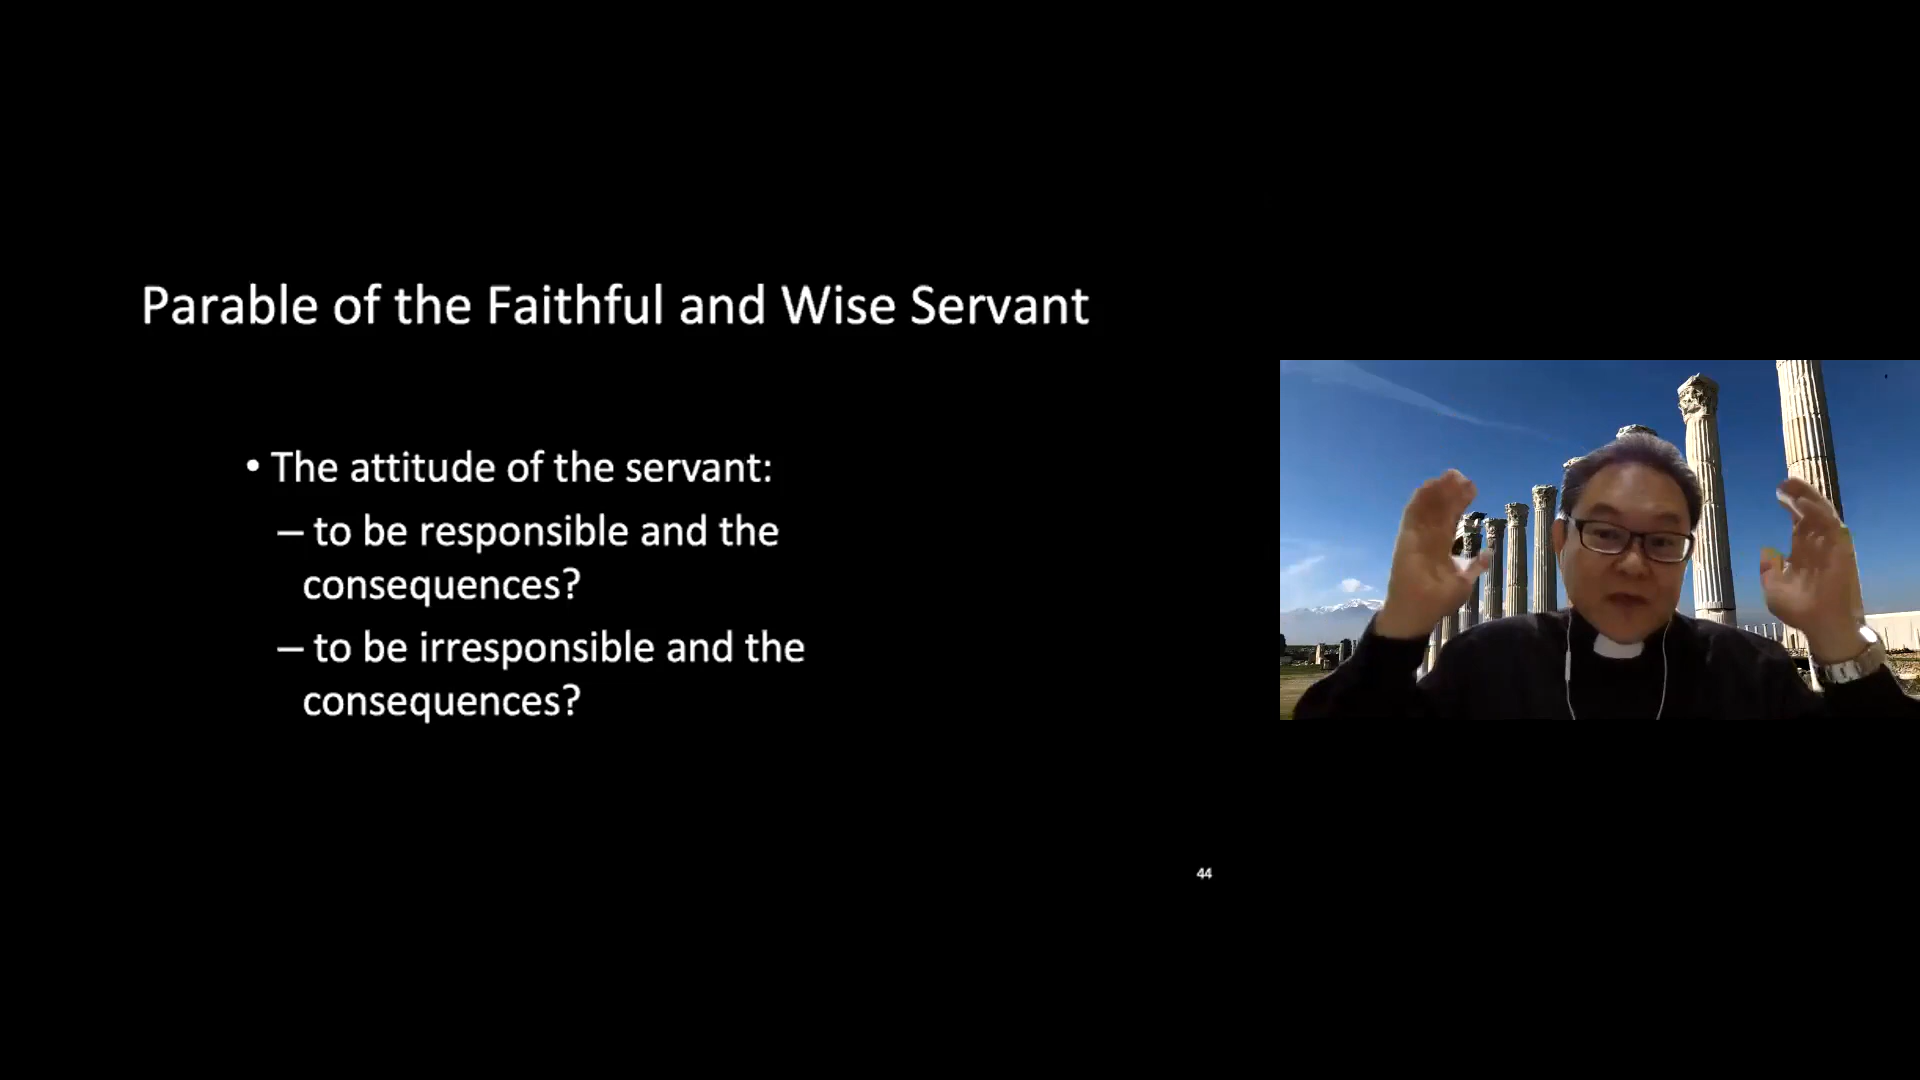 Parable of the Faithful and Wise Servant
• The attitude of the servant:
– to be responsible and the
consequences?
– to be irresponsible and the
consequences?
44